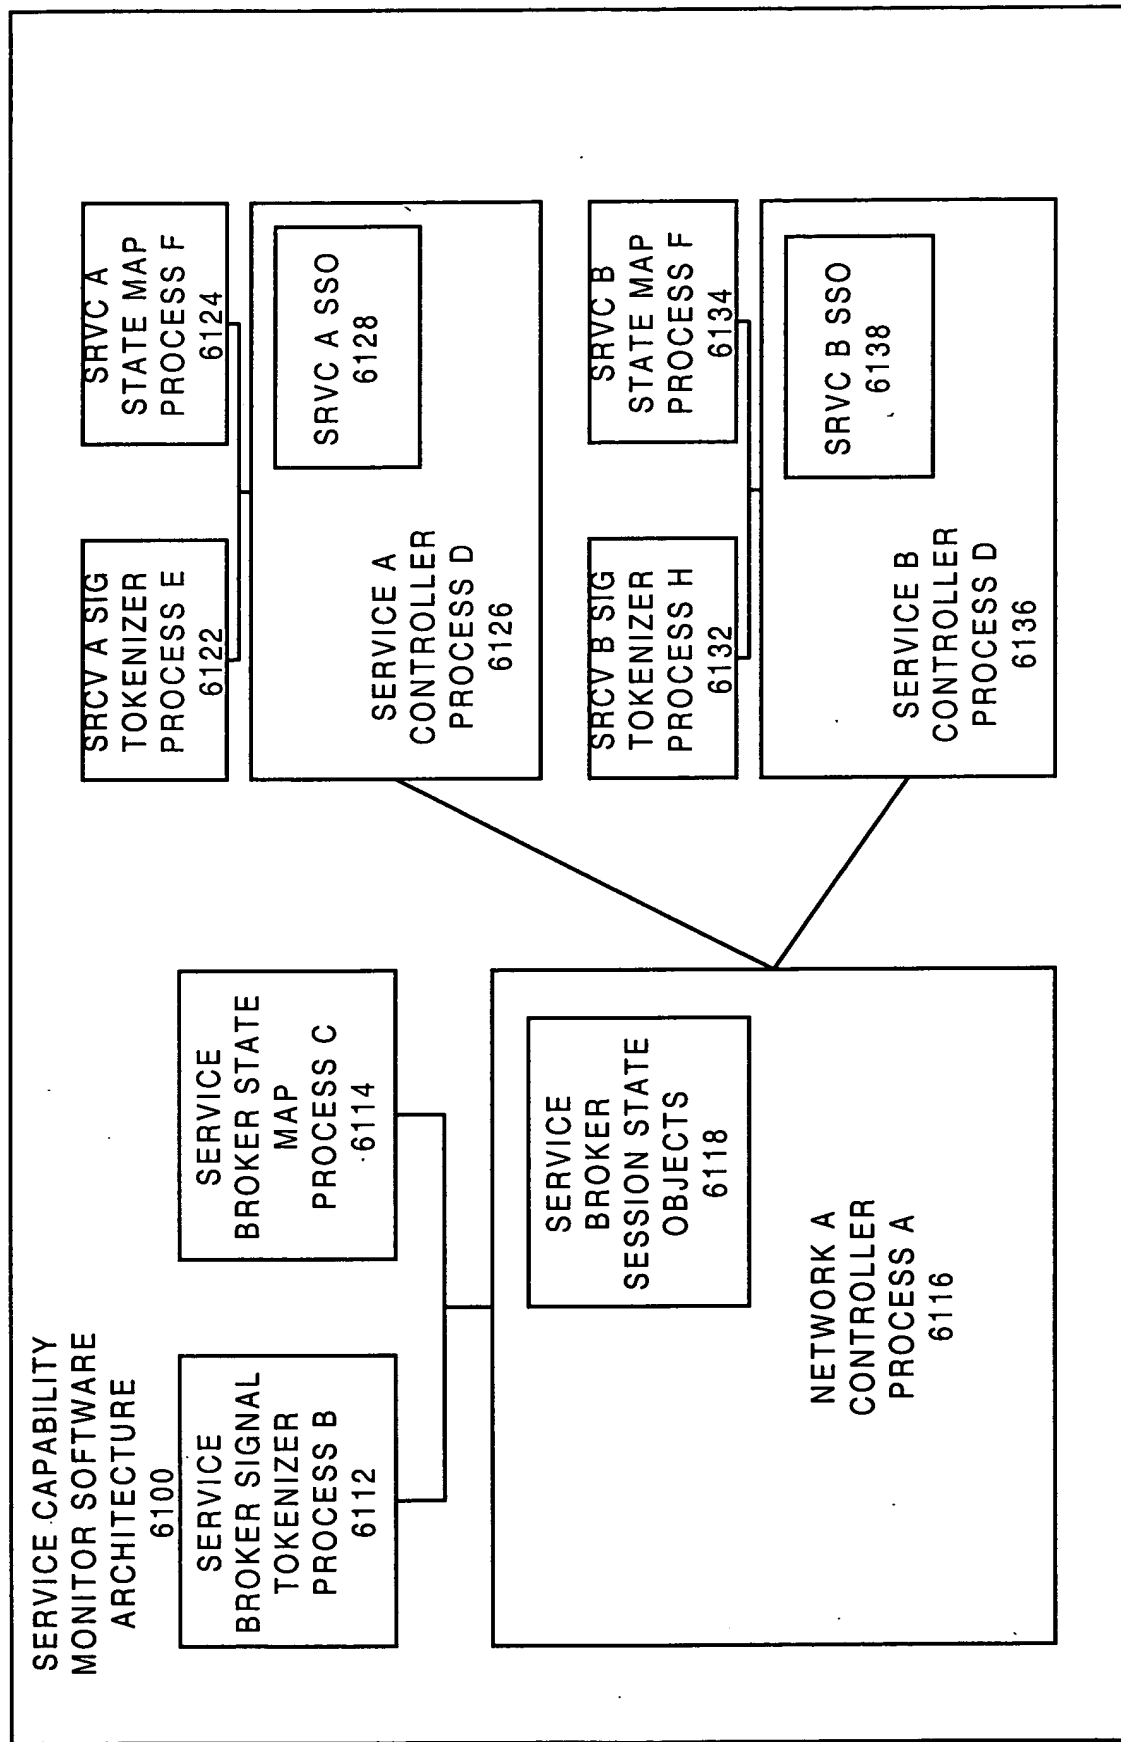 SERVICE CAPABILITY
MONITOR SOFTWARE
ARCHITECTURE
6100
SERVICE
BROKER SIGNAL
TOKENIZER
PROCESS B
6112
SERVICE
BROKER STATE
MAP
PROCESS C
6114
SERVICE
BROKER
SESSION STATE
OBJECTS
6118
NETWORK A
CONTROLLER
PROCESS A
6116
SRCV A SIG
TOKENIZER
PROCESS E
6122
SRVC A
STATE MAP
PROCESS F
6124
SRVC A SSO
6128
SERVICE A
CONTROLLER
PROCESS D
6126
SRCV B SIG
TOKENIZER
PROCESS H
6132
SRVC B
STATE MAP
PROCESS F
6134
SRVC B SSO
6138
SERVICE B
CONTROLLER
PROCESS D
6136